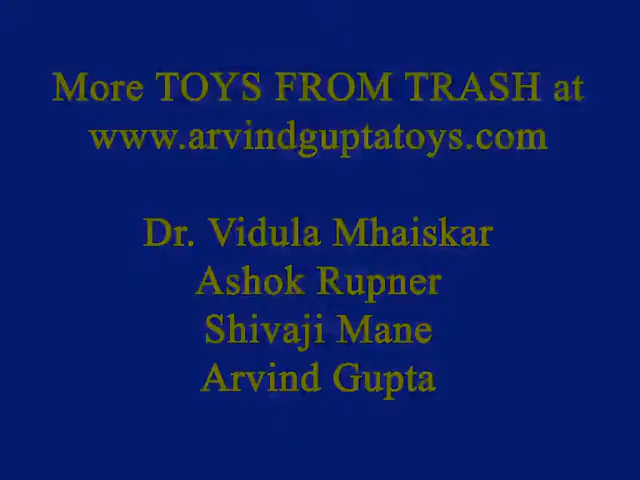 More TOYS FROM TRASH at
www.arvindguptatoys.com
Dr. Vidula Mhaiskar
Ashok Rupner
Shivaji Mane
Arvind Gupta